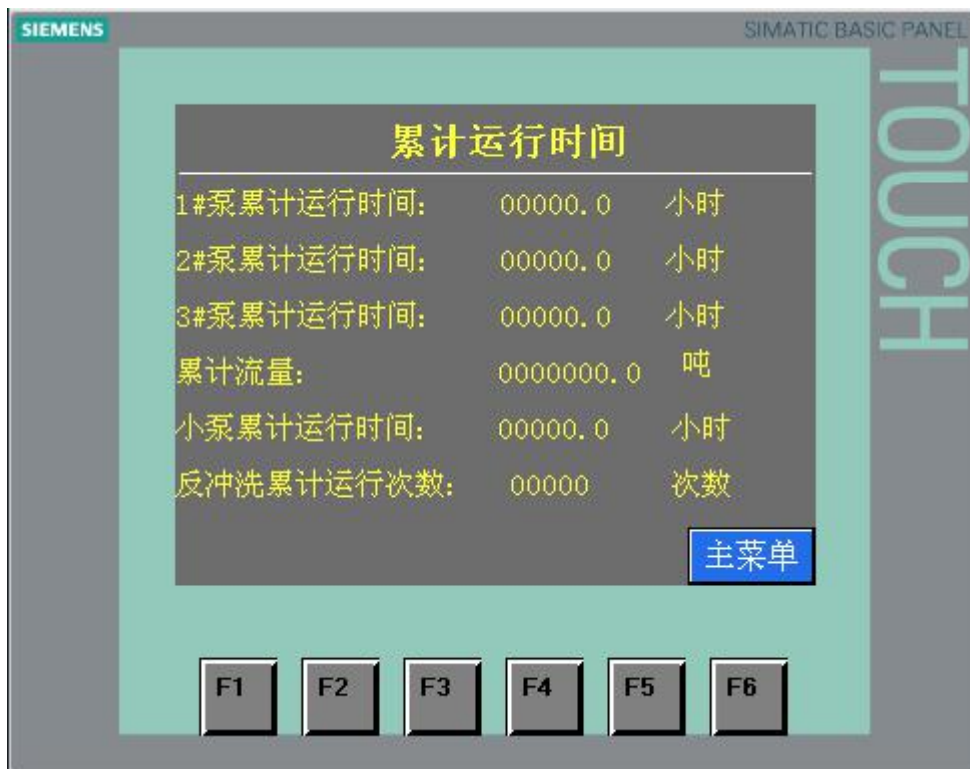 SIEMENS
SIMATIC BASIC PANEL
TOUCH
累计运行时间
1#泵累计运行时间: 00000.0 小时
2#泵累计运行时间: 00000.0 小时
3#泵累计运行时间: 00000.0 小时
累计流量: 0000000.0 吨
小泵累计运行时间: 00000.0 小时
反冲洗累计运行次数: 00000 次数
主菜单
F1 F2 F3 F4 F5 F6